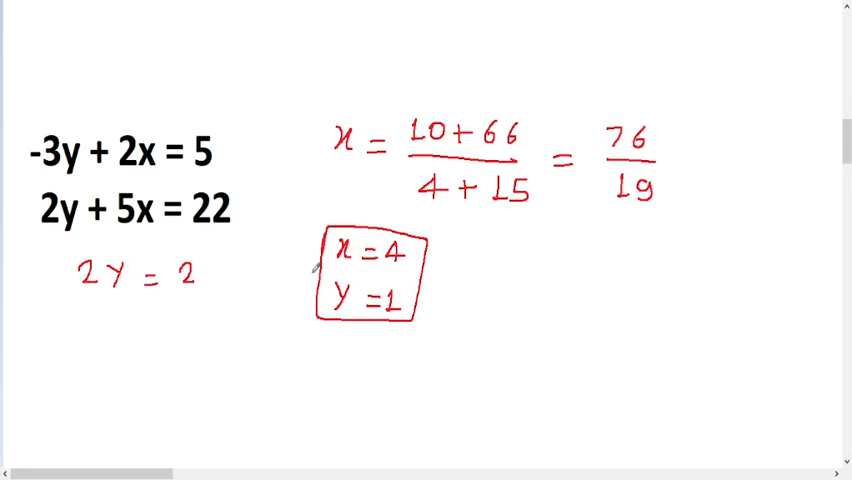 -3y + 2x = 5
2y + 5x = 22
2y = 2
x = 10+66 / 4+15 = 76 / 19
x = 4
y = 1